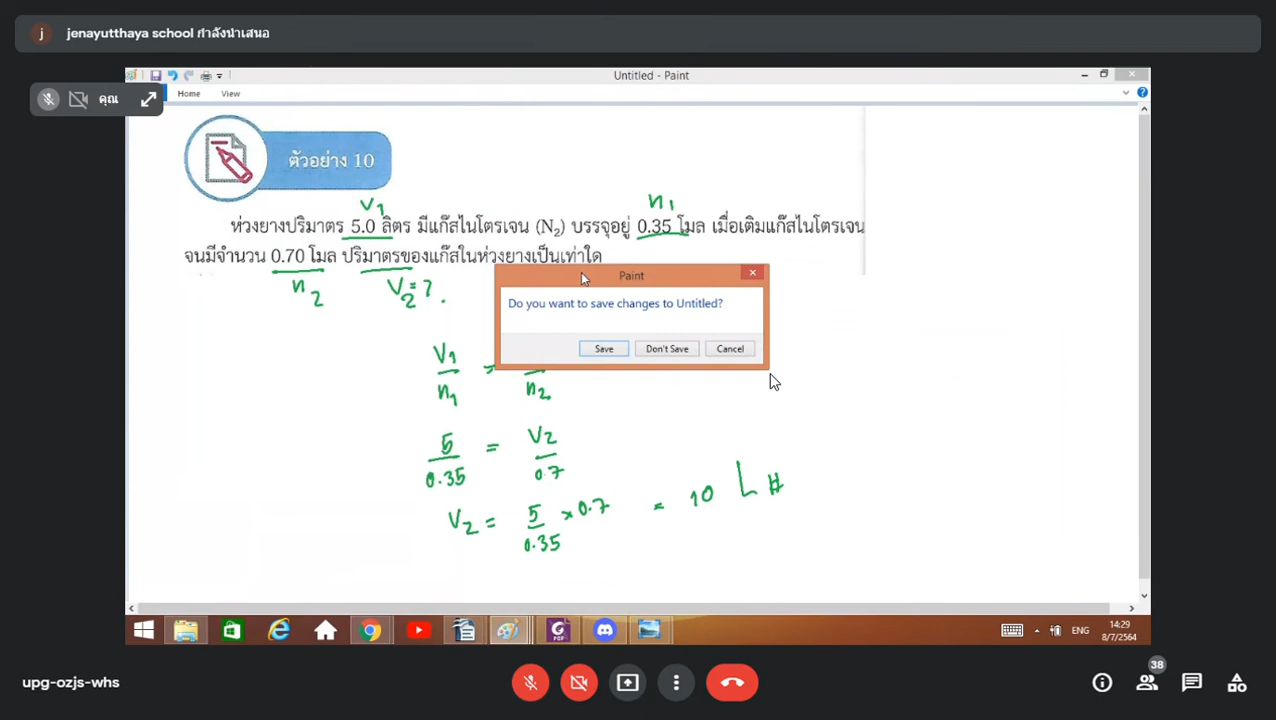 j jenayutthaya school กำลังนำเสนอ
Untitled - Paint
คุณ
Home View
ตัวอย่าง 10
V1
n1
ห่วงยางปริมาตร 5.0 ลิตร มีแก๊สไนโตรเจน (N₂) บรรจุอยู่ 0.35 โมล เมื่อเติมแก๊สไนโตรเจน
จนมีจำนวน 0.70 โมล ปริมาตรของแก๊สในห่วงยางเป็นเท่าใด
n2 V2=?
Paint
Do you want to save changes to Untitled?
Save Don't Save Cancel
V1
=
n1 n2
5 = V2
0.35 0.7
V2 = 5 × 0.7 = 10 L #
0.35
PDF
ENG
14:29
8/7/2564
upg-ozjs-whs
38